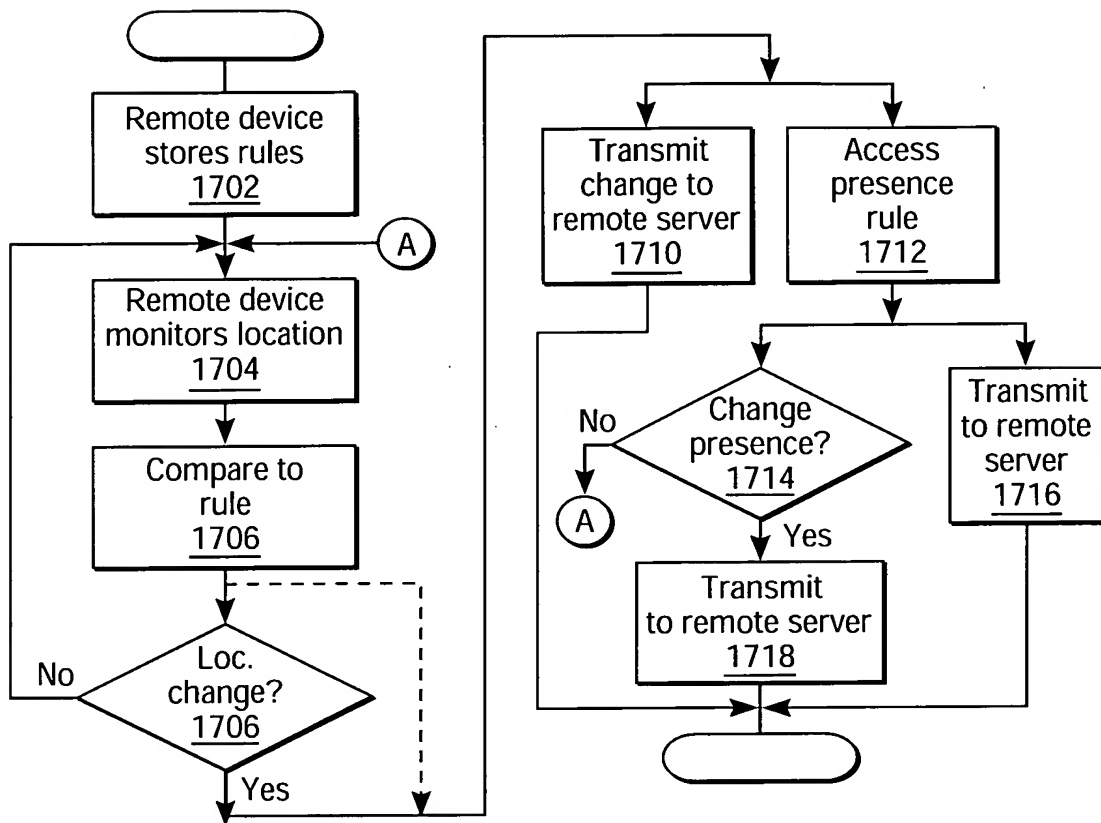 Remote device
stores rules
1702
A
Remote device
monitors location
1704
Compare to
rule
1706
No
Loc.
change?
1706
Yes
Transmit
change to
remote server
1710
Access
presence
rule
1712
No
Change
presence?
1714
A
Yes
Transmit
to remote
server
1716
Transmit
to remote server
1718